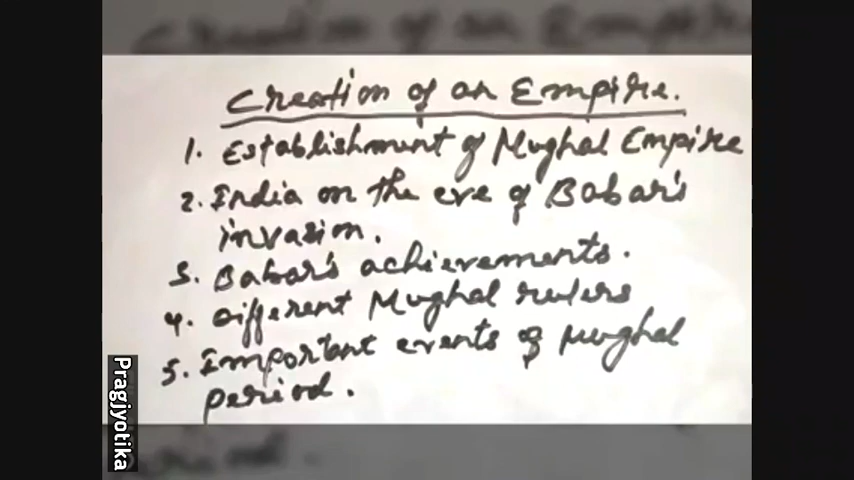 Creation of an Empire.
1. Establishment of Mughal Empire
2. India on the eve of Babar's
invasion.
3. Babar's achievements.
4. Different Mughal rulers
5. Important events of Mughal
period.
Pragjyotika